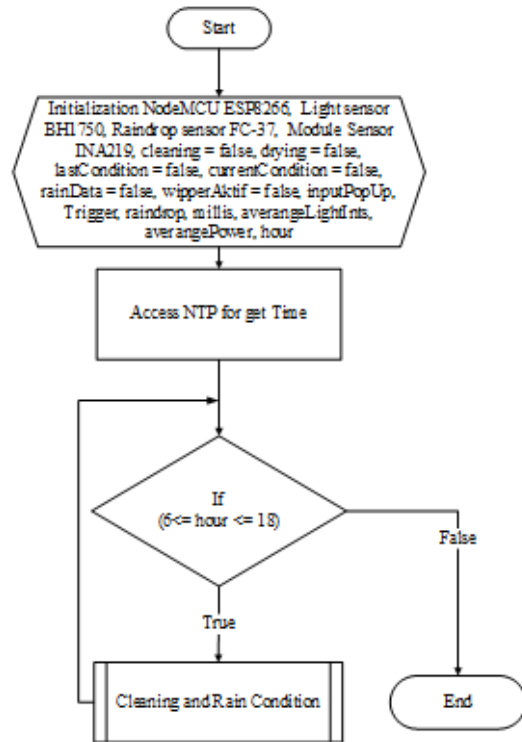 Start
Initialization NodeMCU ESP8266, Light sensor
BH1750, Raindrop sensor FC-37, Module Sensor
INA219, cleaning = false, drying = false,
lastCondition = false, currentCondition = false,
rainData = false, wipperAktif = false, inputPopUp,
Trigger, raindrop, millis, averangeLightInts,
averangePower, hour
Access NTP for get Time
If
(6<= hour <= 18)
False
True
Cleaning and Rain Condition
End